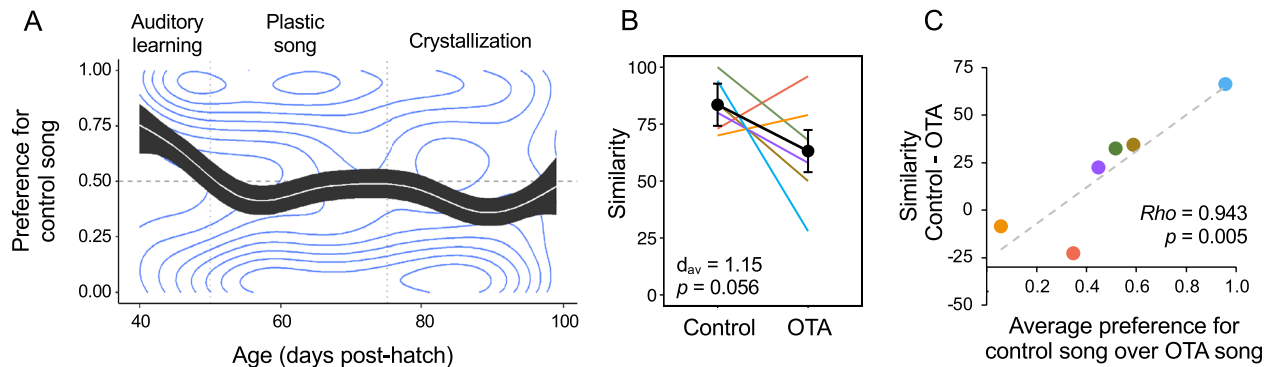 A
Auditory
learning
Plastic
song
Crystallization
Preference for
control song
1.00
0.75
0.50
0.25
0.00
40
60
80
100
Age (days post-hatch)
B
Similarity
100
75
50
25
0
dav = 1.15
p = 0.056
Control
OTA
C
Similarity
Control - OTA
75
50
25
0
-25
-50
Rho = 0.943
p = 0.005
0.2
0.4
0.6
0.8
1.0
Average preference for
control song over OTA song